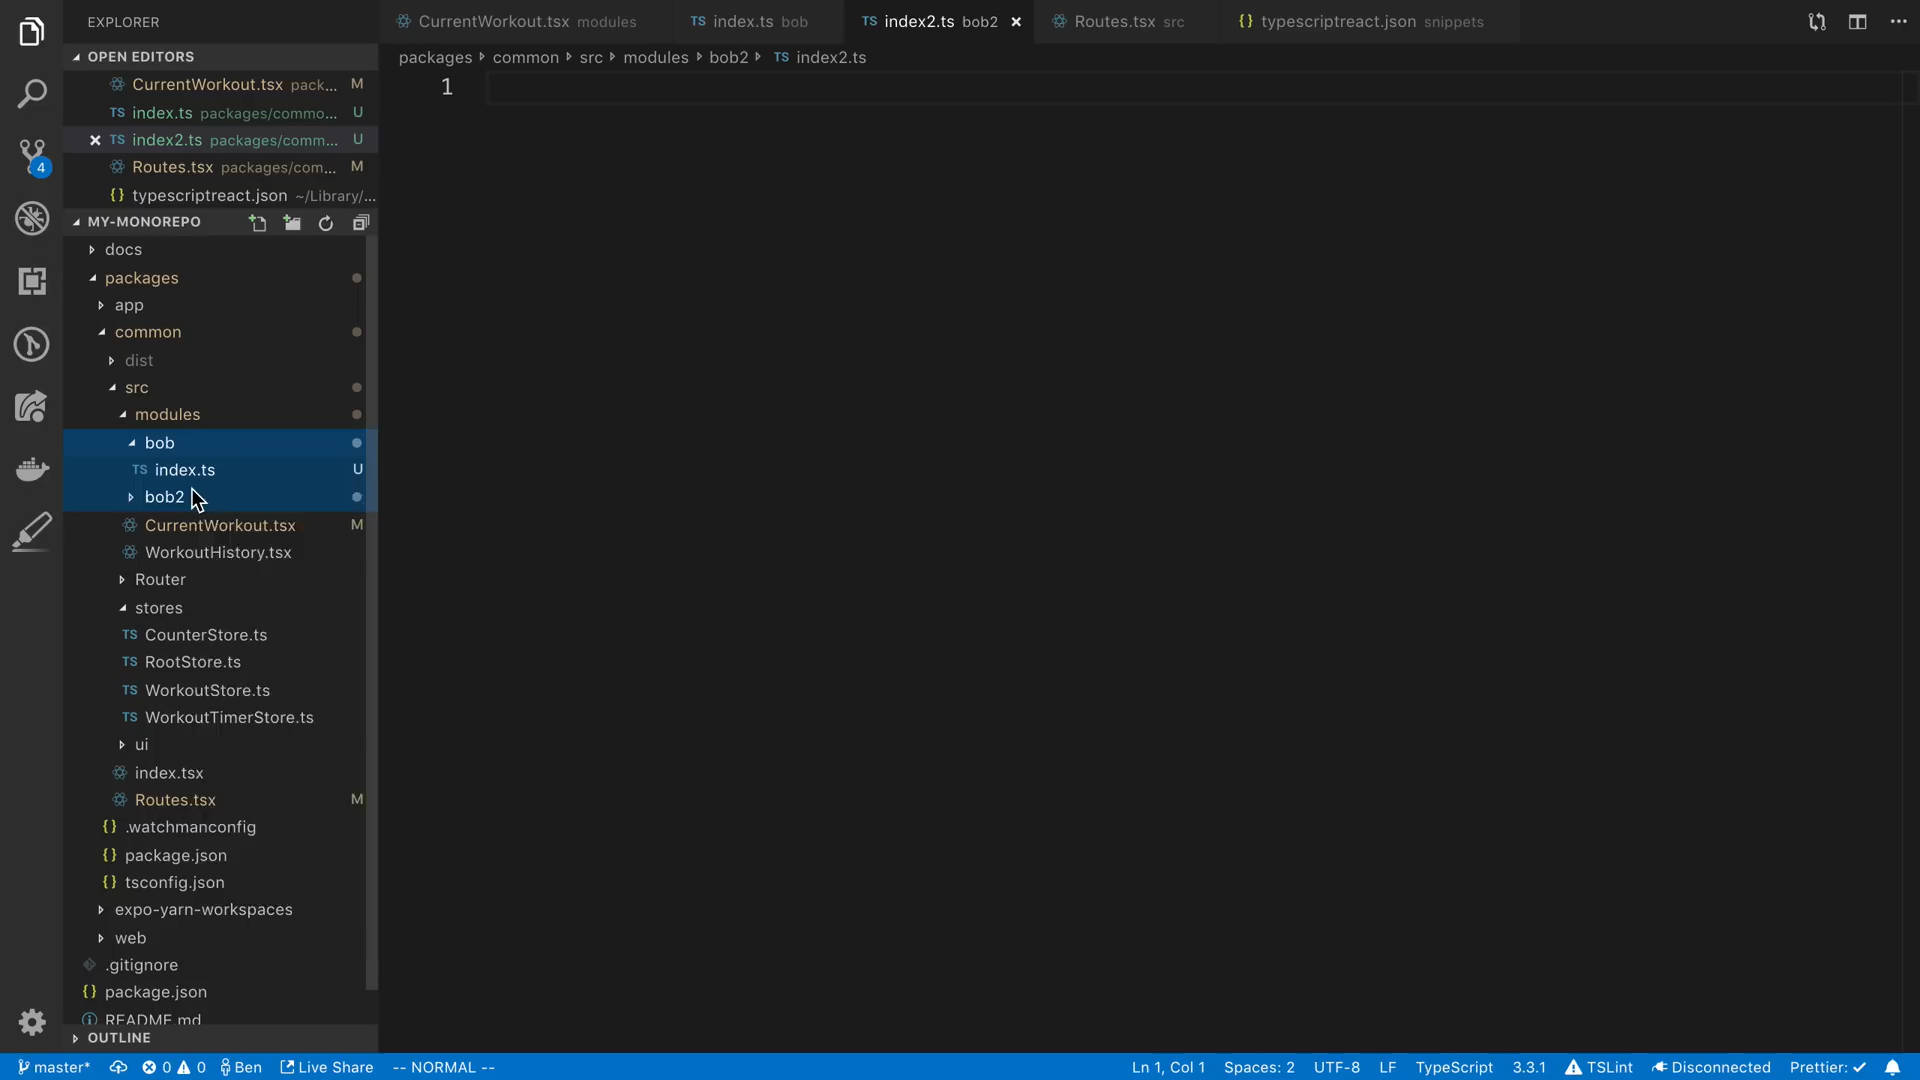 EXPLORER
OPEN EDITORS
CurrentWorkout.tsx pack... M
TS index.ts packages/commo... U
TS index2.ts packages/comm... U
Routes.tsx packages/com... M
{} typescriptreact.json ~/Library/...
MY-MONOREPO
docs
packages
app
common
dist
src
modules
bob
TS index.ts U
bob2
CurrentWorkout.tsx M
WorkoutHistory.tsx
Router
stores
TS CounterStore.ts
TS RootStore.ts
TS WorkoutStore.ts
TS WorkoutTimerStore.ts
ui
index.tsx
Routes.tsx M
{} .watchmanconfig
{} package.json
{} tsconfig.json
expo-yarn-workspaces
web
.gitignore
{} package.json
README.md
OUTLINE
4
CurrentWorkout.tsx modules
TS index.ts bob
TS index2.ts bob2
Routes.tsx src
{} typescriptreact.json snippets
packages common src modules bob2 TS index2.ts
1
master* 0 0 Ben Live Share -- NORMAL -- Ln 1, Col 1 Spaces: 2 UTF-8 LF TypeScript 3.3.1 TSLint Disconnected Prettier: